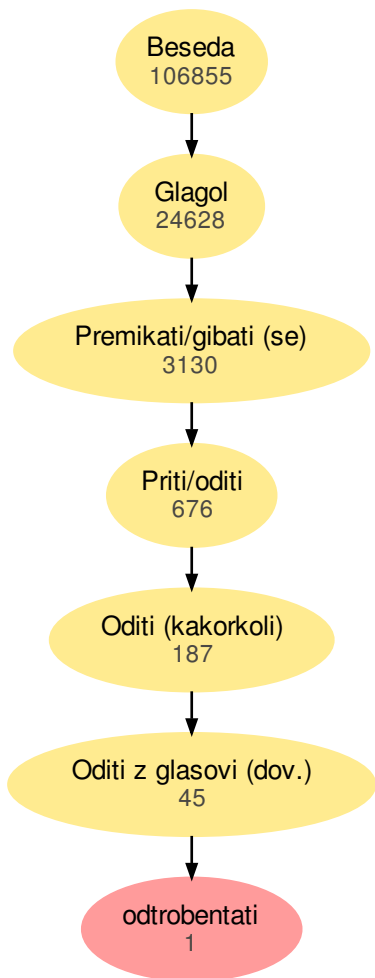 Beseda
106855
Glagol
24628
Premikati/gibati (se)
3130
Priti/oditi
676
Oditi (kakorkoli)
187
Oditi z glasovi (dov.)
45
odtrobentati
1